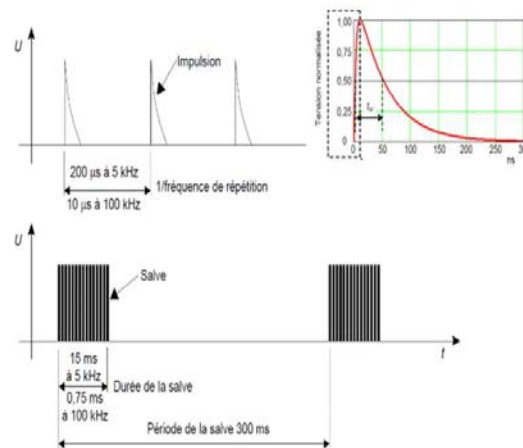 U
Impulsion
200 µs à 5 kHz
10 µs à 100 kHz
1/fréquence de répétition
Tension normalisée
1,00
0,75
0,50
0,25
0
tw
0 50 100 150 200 250 300
ns
U
Salve
t
15 ms
à 5 kHz
0,75 ms
à 100 kHz
Durée de la salve
Période de la salve 300 ms